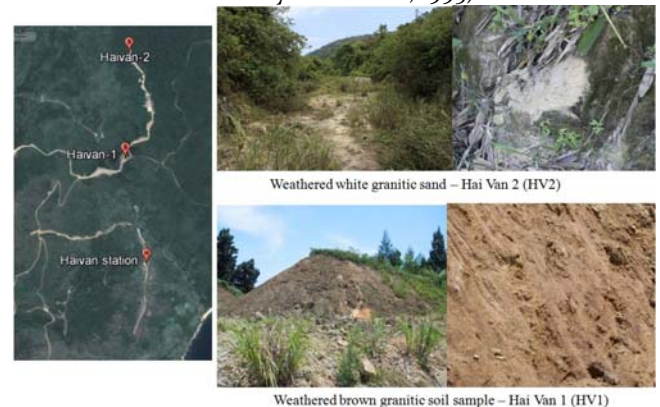 Haivan-2
Haivan-1
Haivan station
Weathered white granitic sand – Hai Van 2 (HV2)
Weathered brown granitic soil sample – Hai Van 1 (HV1)